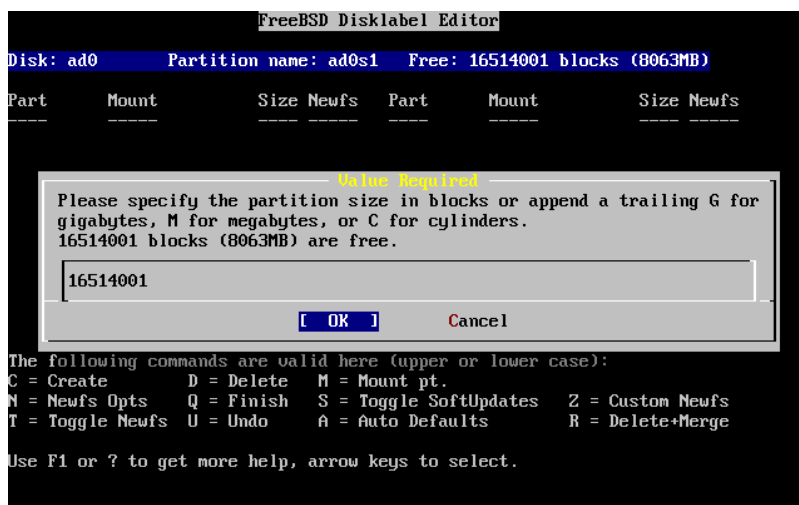 FreeBSD Disklabel Editor
Disk: ad0 Partition name: ad0s1 Free: 16514001 blocks (8063MB)
Part Mount Size Newfs Part Mount Size Newfs
---- ----- ---- ----- ---- ----- ---- -----
Value Required
Please specify the partition size in blocks or append a trailing G for
gigabytes, M for megabytes, or C for cylinders.
16514001 blocks (8063MB) are free.
16514001
[ OK ] Cancel
The following commands are valid here (upper or lower case):
C = Create D = Delete M = Mount pt.
N = Newfs Opts Q = Finish S = Toggle SoftUpdates Z = Custom Newfs
T = Toggle Newfs U = Undo A = Auto Defaults R = Delete+Merge
Use F1 or ? to get more help, arrow keys to select.